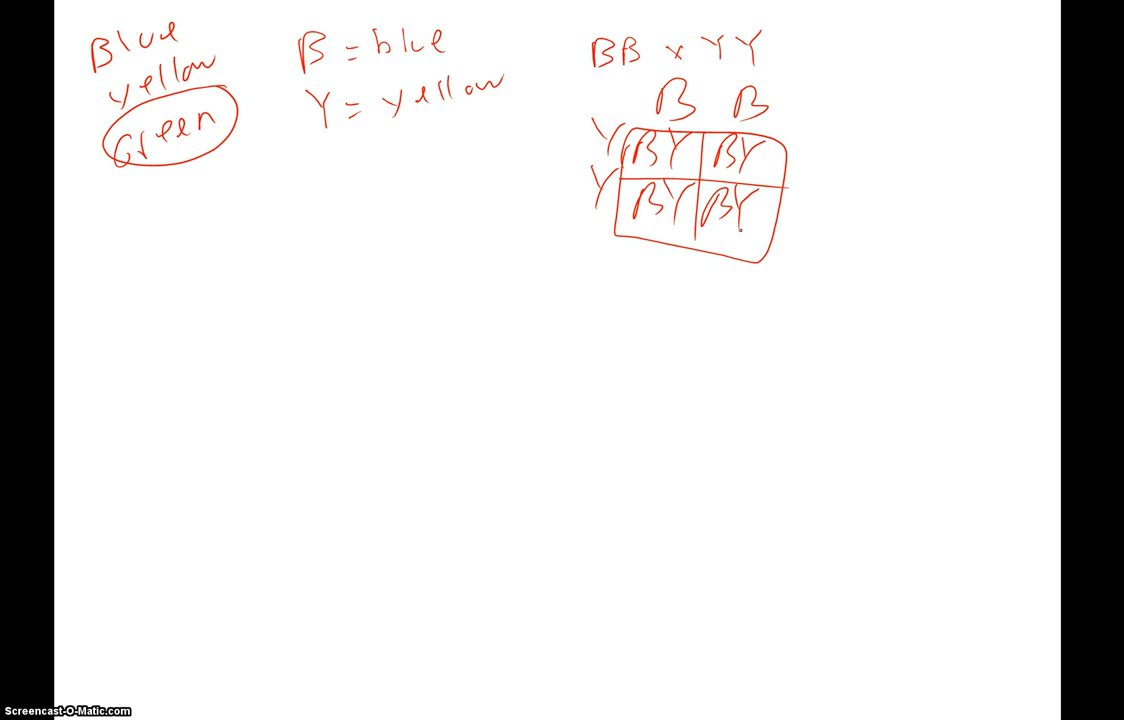 Blue
yellow
Green
B = blue
Y = yellow
BB x YY
B B
Y BY BY
Y BY BY
Screencast-O-Matic.com